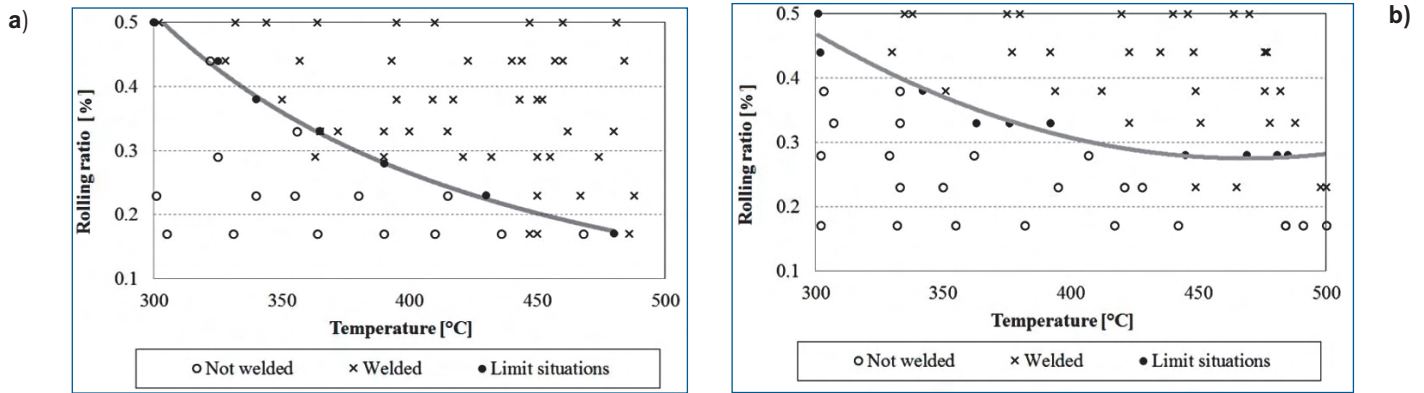 a)
0.5
0.4
0.3
0.2
0.1
Rolling ratio [%]
300 350 400 450 500
Temperature [°C]
Not welded Welded Limit situations
b)
0.5
0.4
0.3
0.2
0.1
Rolling ratio [%]
300 350 400 450 500
Temperature [°C]
Not welded Welded Limit situations